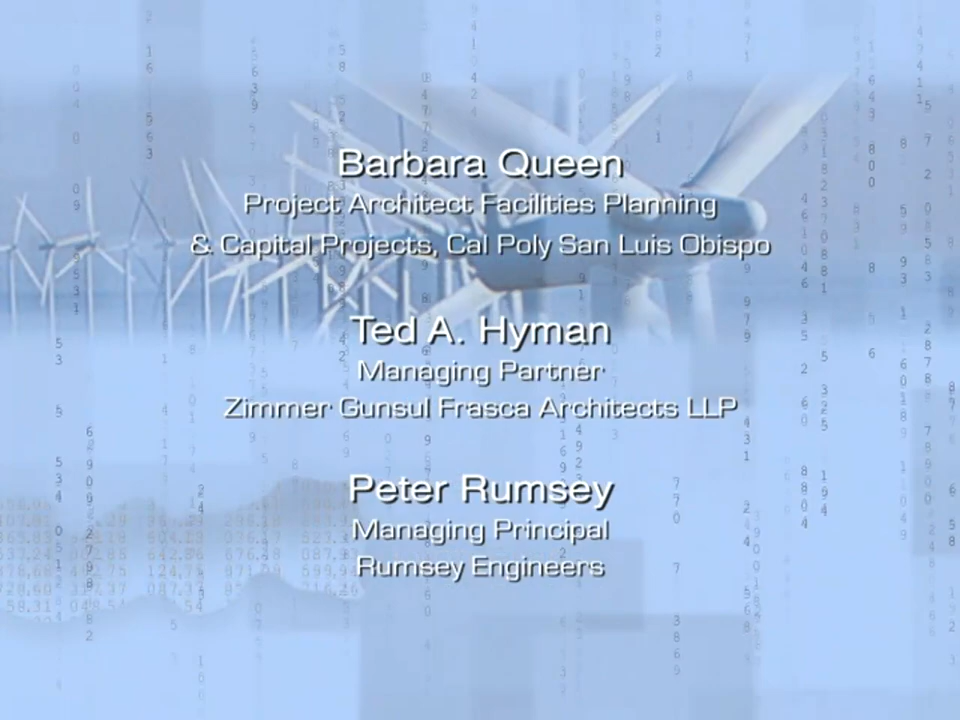 Barbara Queen
Project Architect Facilities Planning
& Capital Projects, Cal Poly San Luis Obispo
Ted A. Hyman
Managing Partner
Zimmer Gunsul Frasca Architects LLP
Peter Rumsey
Managing Principal
Rumsey Engineers